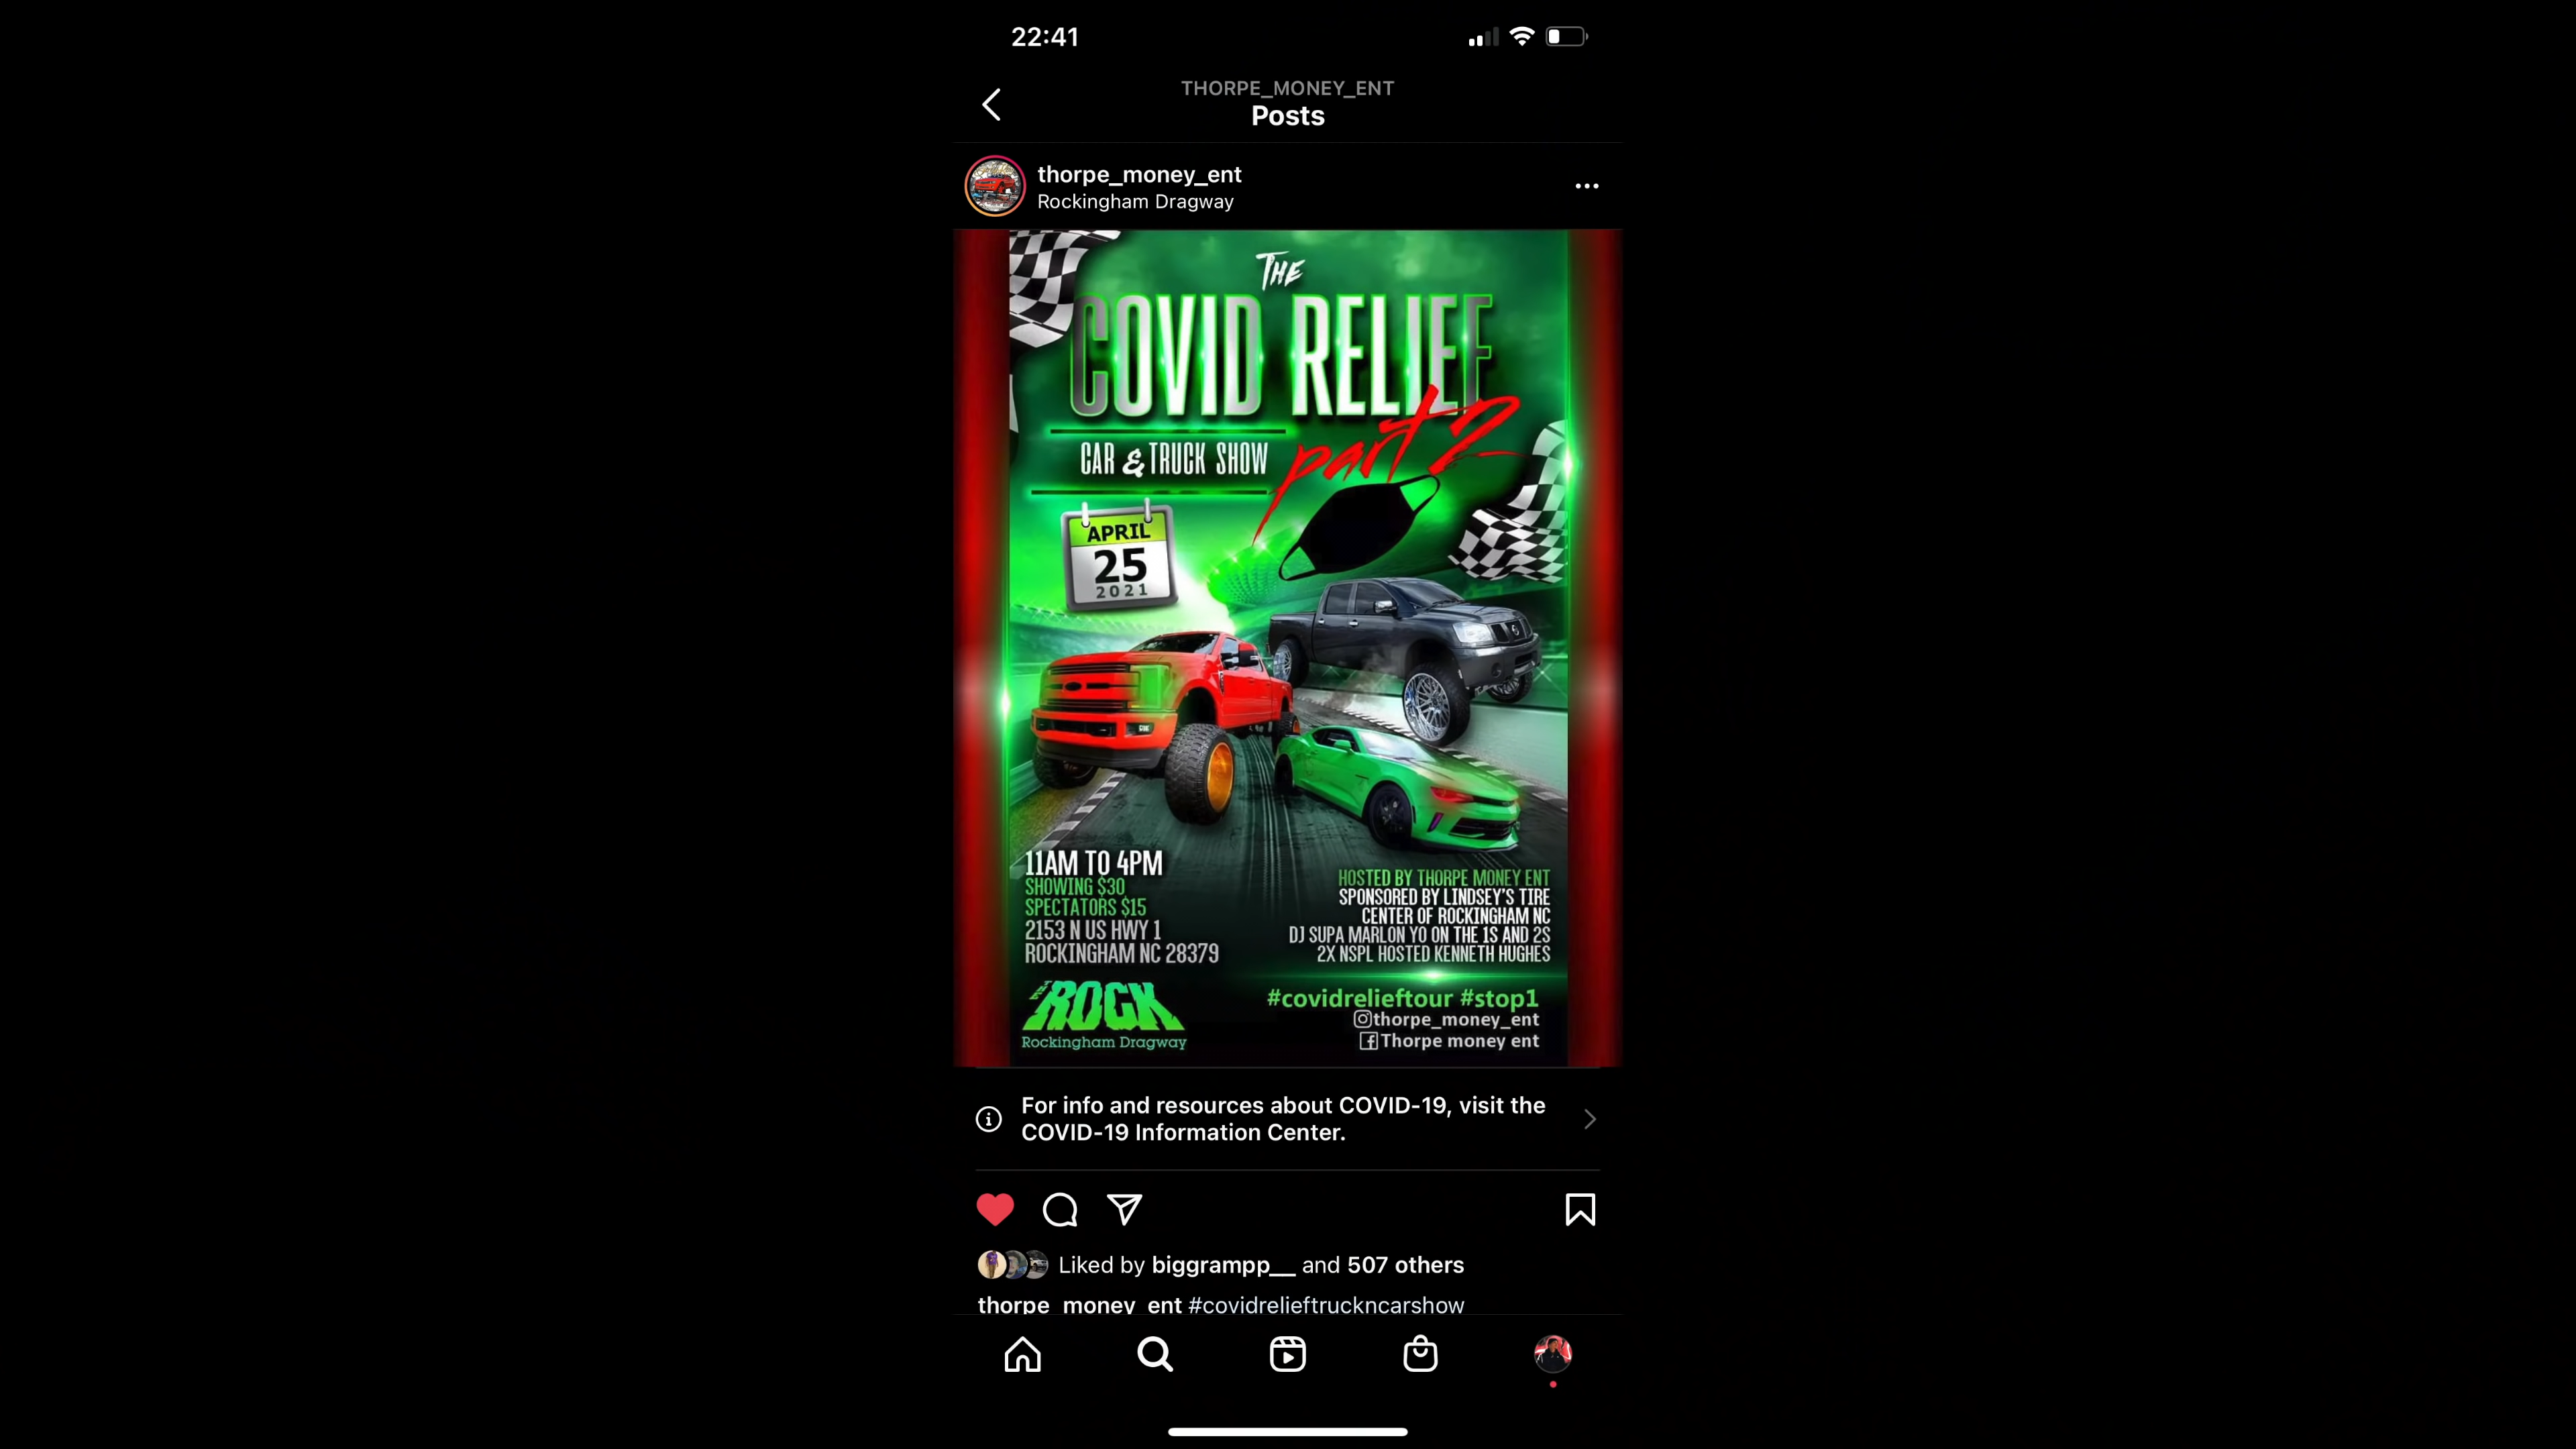 22:41
THORPE_MONEY_ENT
Posts
thorpe_money_ent
Rockingham Dragway
THE
COVID RELIEF
part 2
CAR & TRUCK SHOW
APRIL
25
2021
11AM TO 4PM
SHOWING $30
SPECTATORS $15
2153 N US HWY 1
ROCKINGHAM NC 28379
HOSTED BY THORPE MONEY ENT
SPONSORED BY LINDSEY'S TIRE
CENTER OF ROCKINGHAM NC
DJ SUPA MARLON YO ON THE 1S AND 2S
2X NSPL HOSTED KENNETH HUGHES
THE ROCK
Rockingham Dragway
#covidrelieftour #stop1
thorpe_money_ent
Thorpe money ent
For info and resources about COVID-19, visit the
COVID-19 Information Center.
Liked by biggrampp__ and 507 others
thorpe_money_ent #covidrelieftruckncarshow